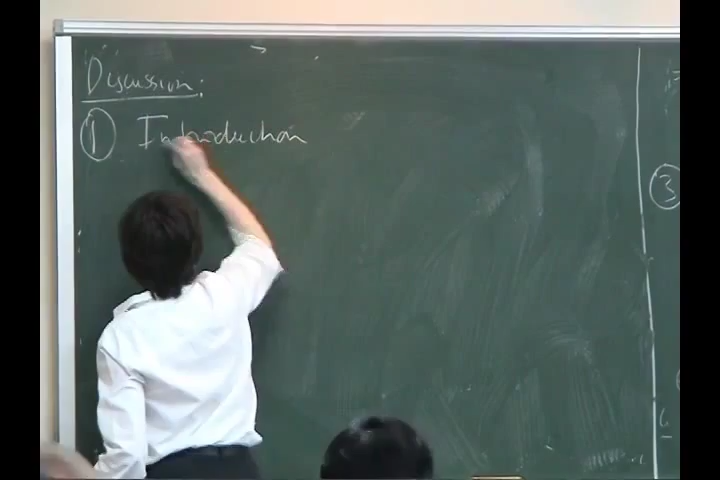 Discussion:
① Introduction
③